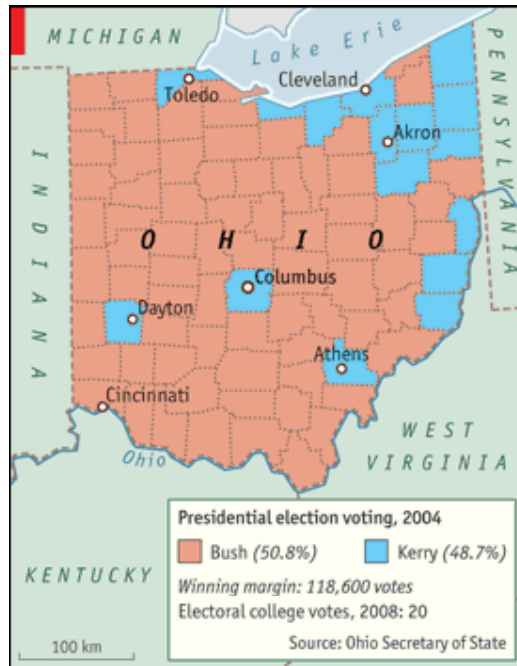 MICHIGAN
Lake Erie
PENNSYLVANIA
Cleveland
Toledo
Akron
INDIANA
OHIO
Columbus
Dayton
Athens
Cincinnati
Ohio
WEST
VIRGINIA
KENTUCKY
100 km
Presidential election voting, 2004
Bush (50.8%) Kerry (48.7%)
Winning margin: 118,600 votes
Electoral college votes, 2008: 20
Source: Ohio Secretary of State